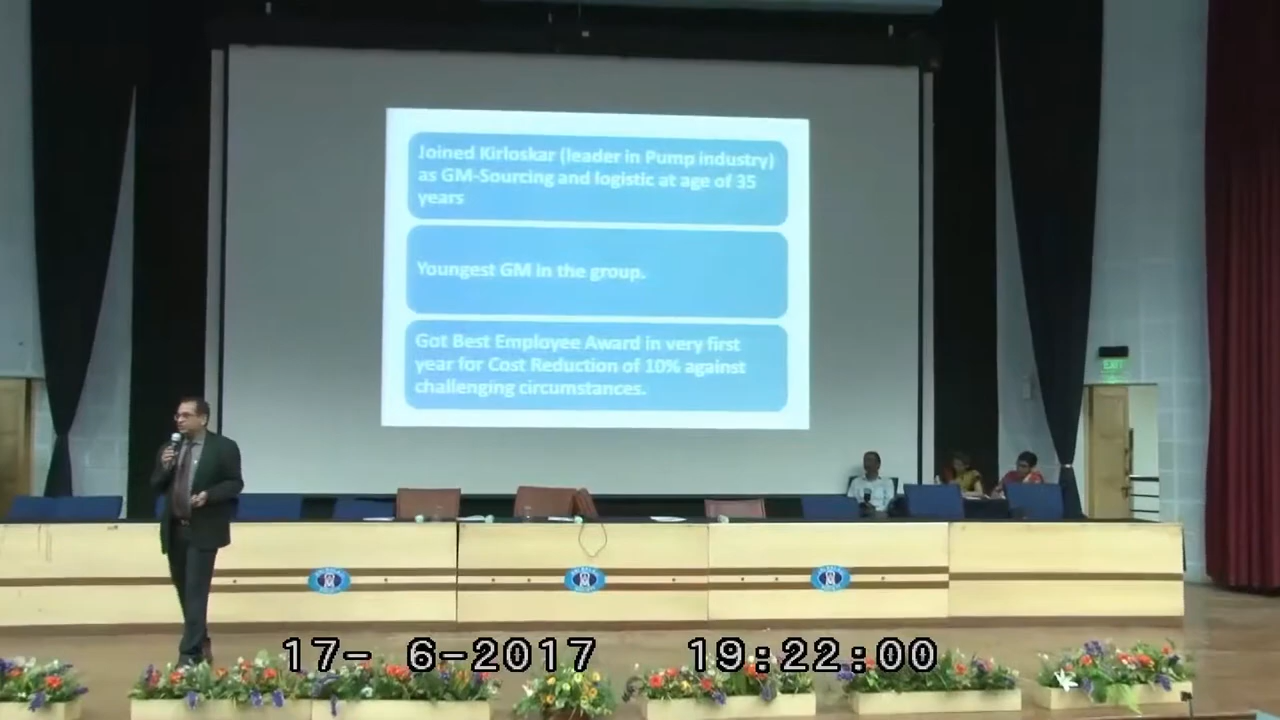 Joined Kirloskar (leader in Pump industry)
as GM-Sourcing and logistic at age of 35
years
Youngest GM in the group.
Got Best Employee Award in very first
year for Cost Reduction of 10% against
challenging circumstances.
EXIT
17- 6-2017 19:22:00